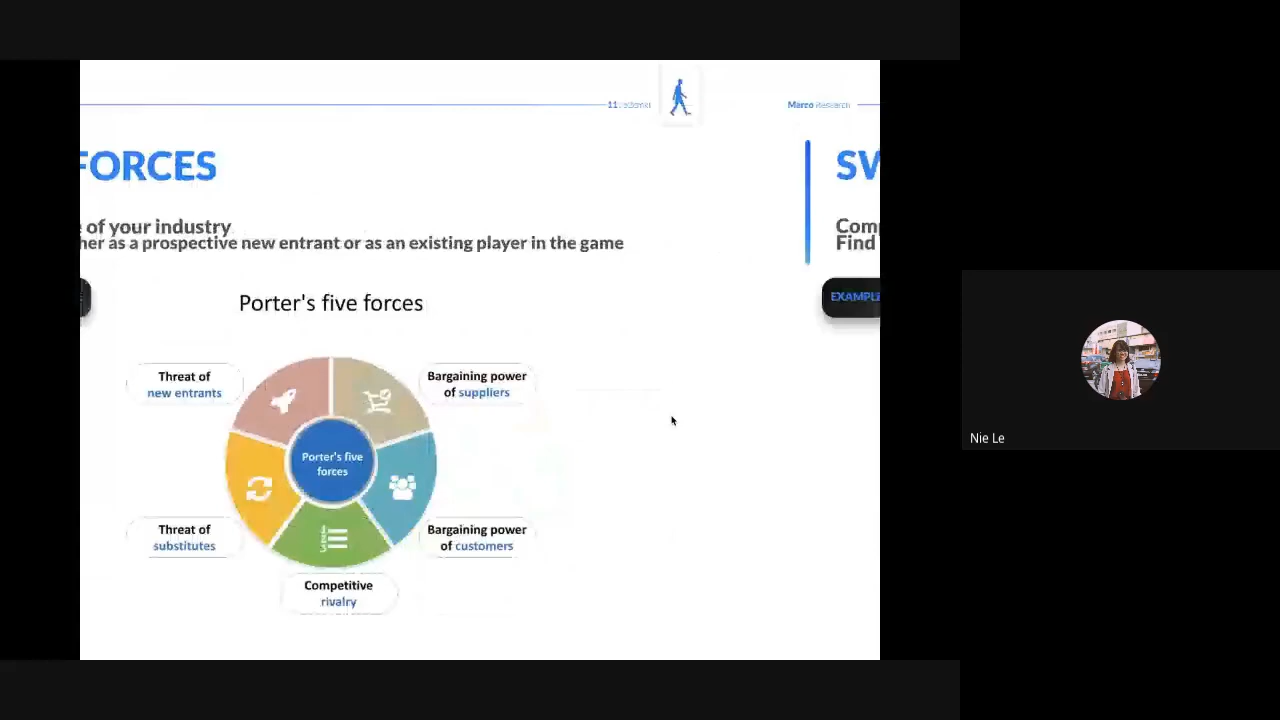 11
Marco Research
FORCES
SW
of your industry
her as a prospective new entrant or as an existing player in the game
Com
Find
EXAMPLE
Porter's five forces
Threat of
new entrants
Bargaining power
of suppliers
Porter's five
forces
Threat of
substitutes
Bargaining power
of customers
Competitive
rivalry
Nie Le